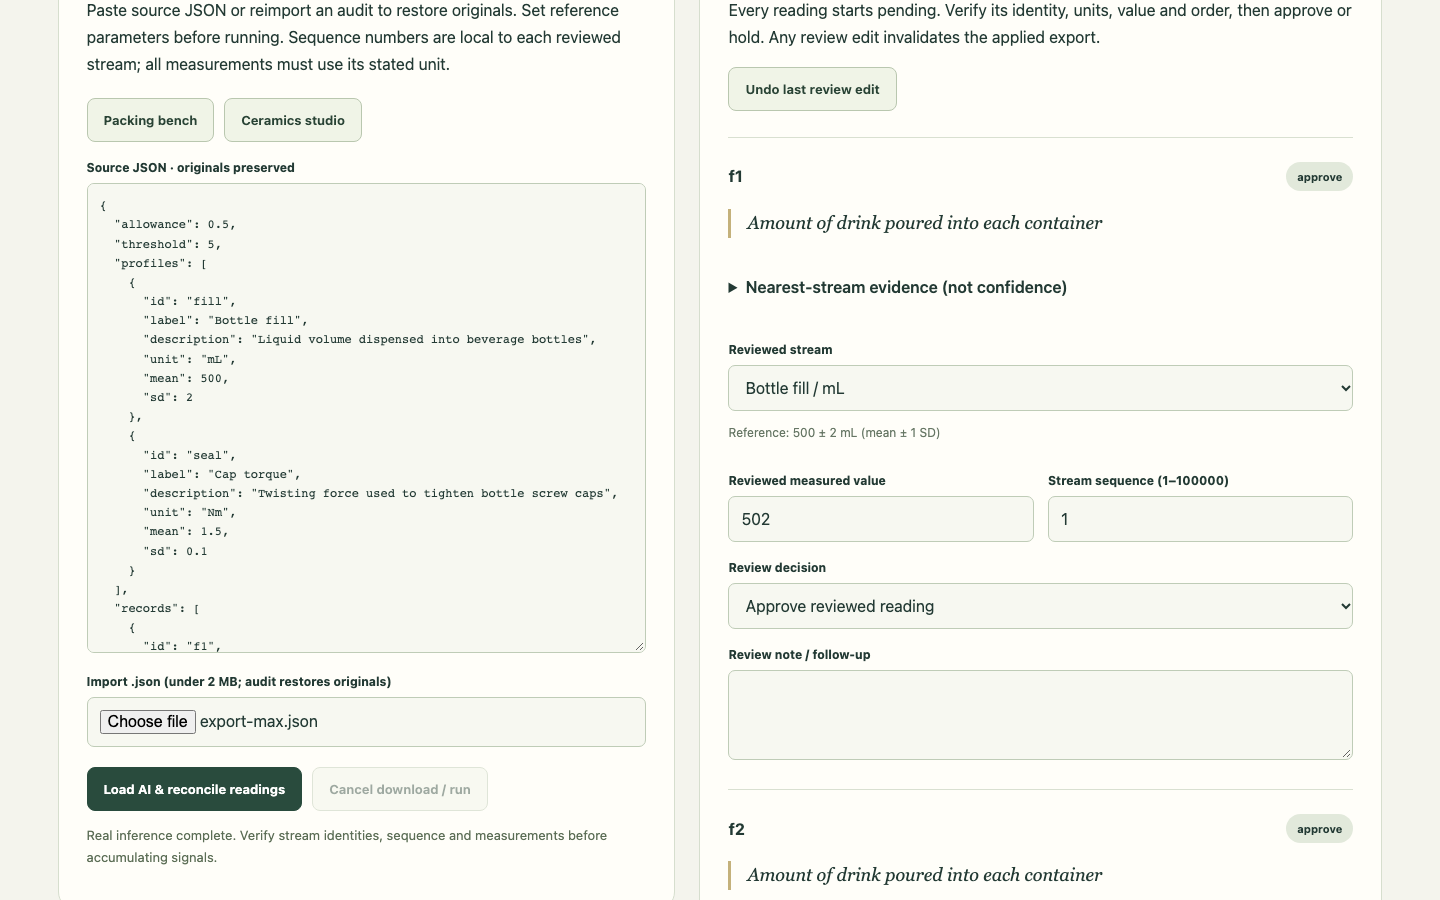 Paste source JSON or reimport an audit to restore originals. Set reference
parameters before running. Sequence numbers are local to each reviewed
stream; all measurements must use its stated unit.
Packing bench
Ceramics studio
Source JSON · originals preserved
{
"allowance": 0.5,
"threshold": 5,
"profiles": [
{
"id": "fill",
"label": "Bottle fill",
"description": "Liquid volume dispensed into beverage bottles",
"unit": "mL",
"mean": 500,
"sd": 2
},
{
"id": "seal",
"label": "Cap torque",
"description": "Twisting force used to tighten bottle screw caps",
"unit": "Nm",
"mean": 1.5,
"sd": 0.1
}
],
"records": [
{
"id": "f1",
Import .json (under 2 MB; audit restores originals)
Choose file export-max.json
Load AI & reconcile readings
Cancel download / run
Real inference complete. Verify stream identities, sequence and measurements before
accumulating signals.
Every reading starts pending. Verify its identity, units, value and order, then approve or
hold. Any review edit invalidates the applied export.
Undo last review edit
f1
approve
Amount of drink poured into each container
Nearest-stream evidence (not confidence)
Reviewed stream
Bottle fill / mL
Reference: 500 ± 2 mL (mean ± 1 SD)
Reviewed measured value
Stream sequence (1–100000)
502
1
Review decision
Approve reviewed reading
Review note / follow-up
f2
approve
Amount of drink poured into each container